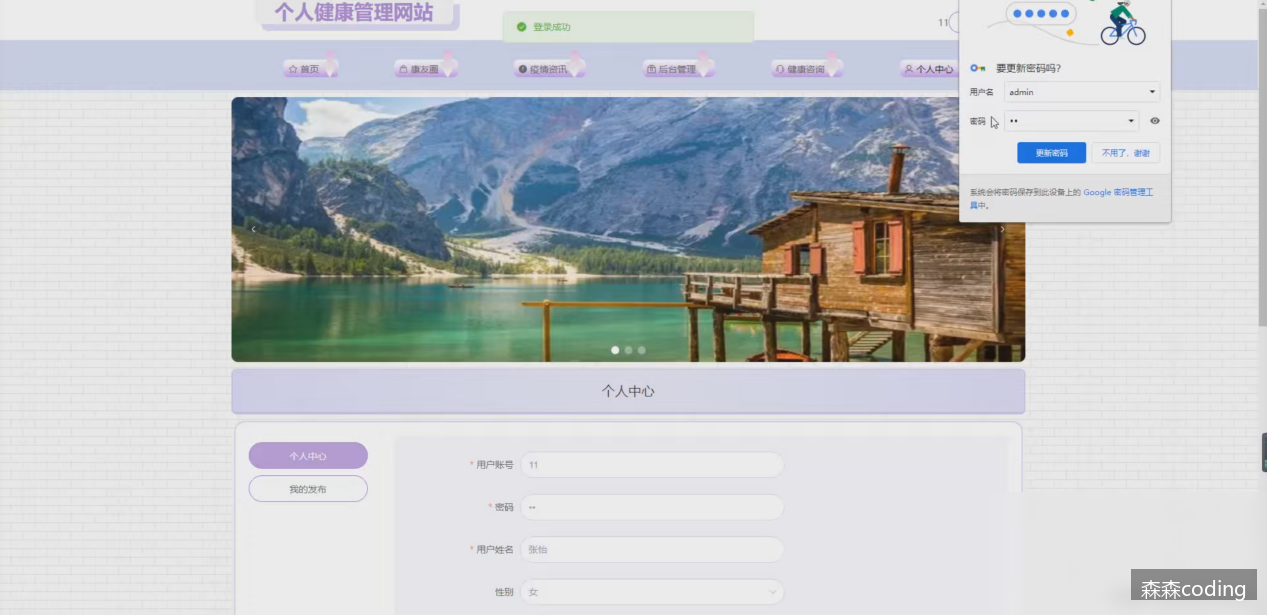 个人健康管理网站
登录成功
11
首页
康友圈
疫情资讯
后台管理
健康咨询
个人中心
要更新密码吗?
用户名
admin
密码
••
更新密码
不用了，谢谢
系统会将密码保存到此设备上的 Google 密码管理工
具中。
个人中心
个人中心
我的发布
* 用户账号
11
* 密码
••
* 用户姓名
张怡
性别
女
森森coding